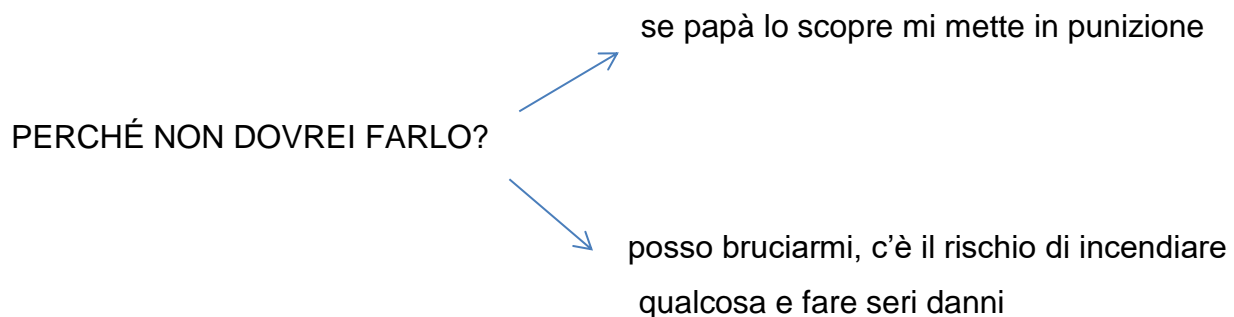 se papà lo scopre mi mette in punizione
PERCHÉ NON DOVREI FARLO?
posso bruciarmi, c’è il rischio di incendiare
qualcosa e fare seri danni